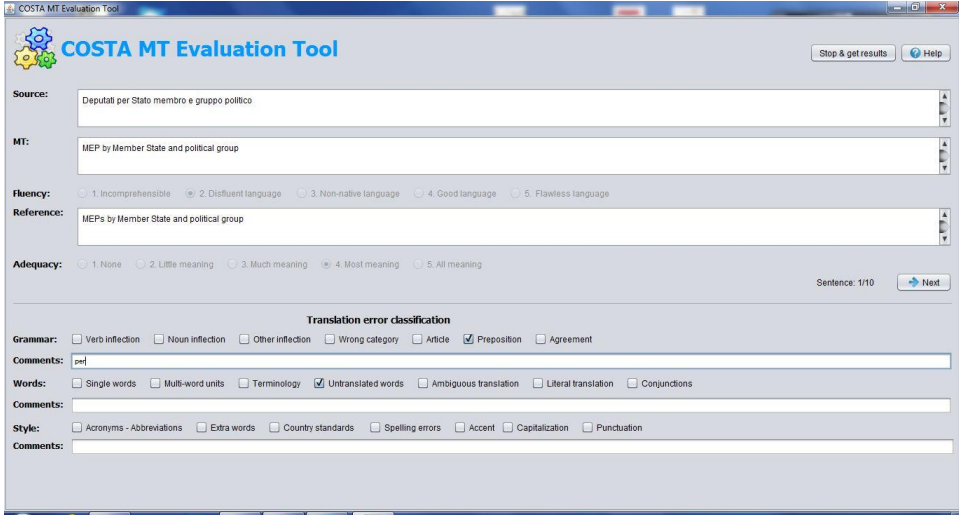 COSTA MT Evaluation Tool
COSTA MT Evaluation Tool
Stop & get results Help
Source: Deputati per Stato membro e gruppo politico
MT: MEP by Member State and political group
Fluency: 1. Incomprehensible 2. Disfluent language 3. Non-native language 4. Good language 5. Flawless language
Reference: MEPs by Member State and political group
Adequacy: 1. None 2. Little meaning 3. Much meaning 4. Most meaning 5. All meaning
Sentence: 1/10 Next
Translation error classification
Grammar: Verb inflection Noun inflection Other inflection Wrong category Article Preposition Agreement
Comments: per
Words: Single words Multi-word units Terminology Untranslated words Ambiguous translation Literal translation Conjunctions
Comments:
Style: Acronyms - Abbreviations Extra words Country standards Spelling errors Accent Capitalization Punctuation
Comments: